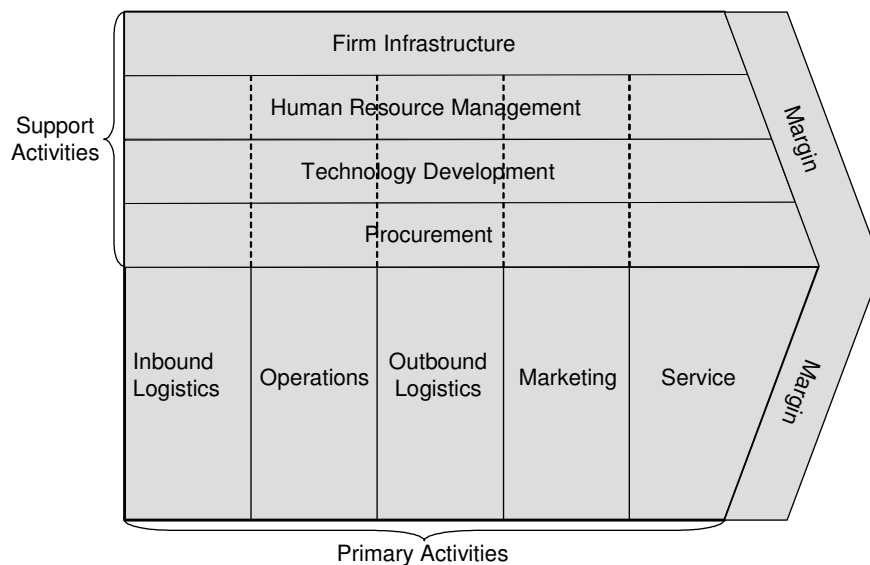 Firm Infrastructure
Human Resource Management
Support
Activities
Technology Development
Procurement
Margin
Inbound
Logistics
Operations
Outbound
Logistics
Marketing
Service
Margin
Primary Activities